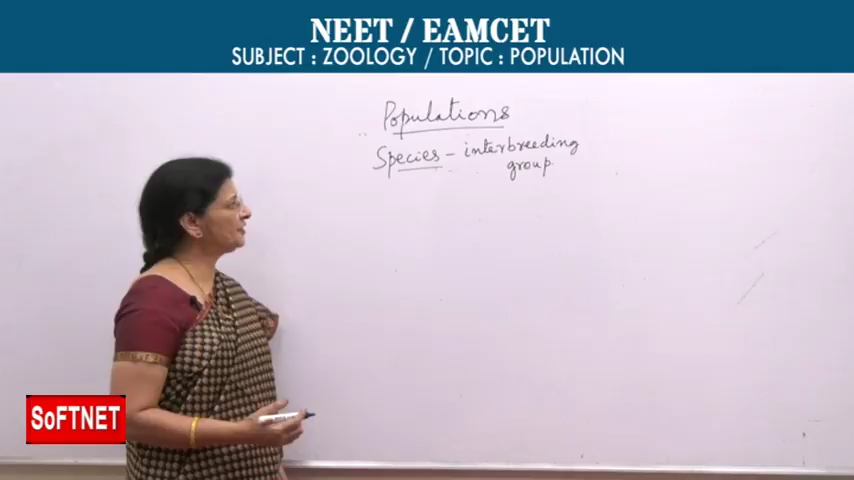 NEET / EAMCET
SUBJECT : ZOOLOGY / TOPIC : POPULATION
Populations
Species - interbreeding
group.
SoFTNET